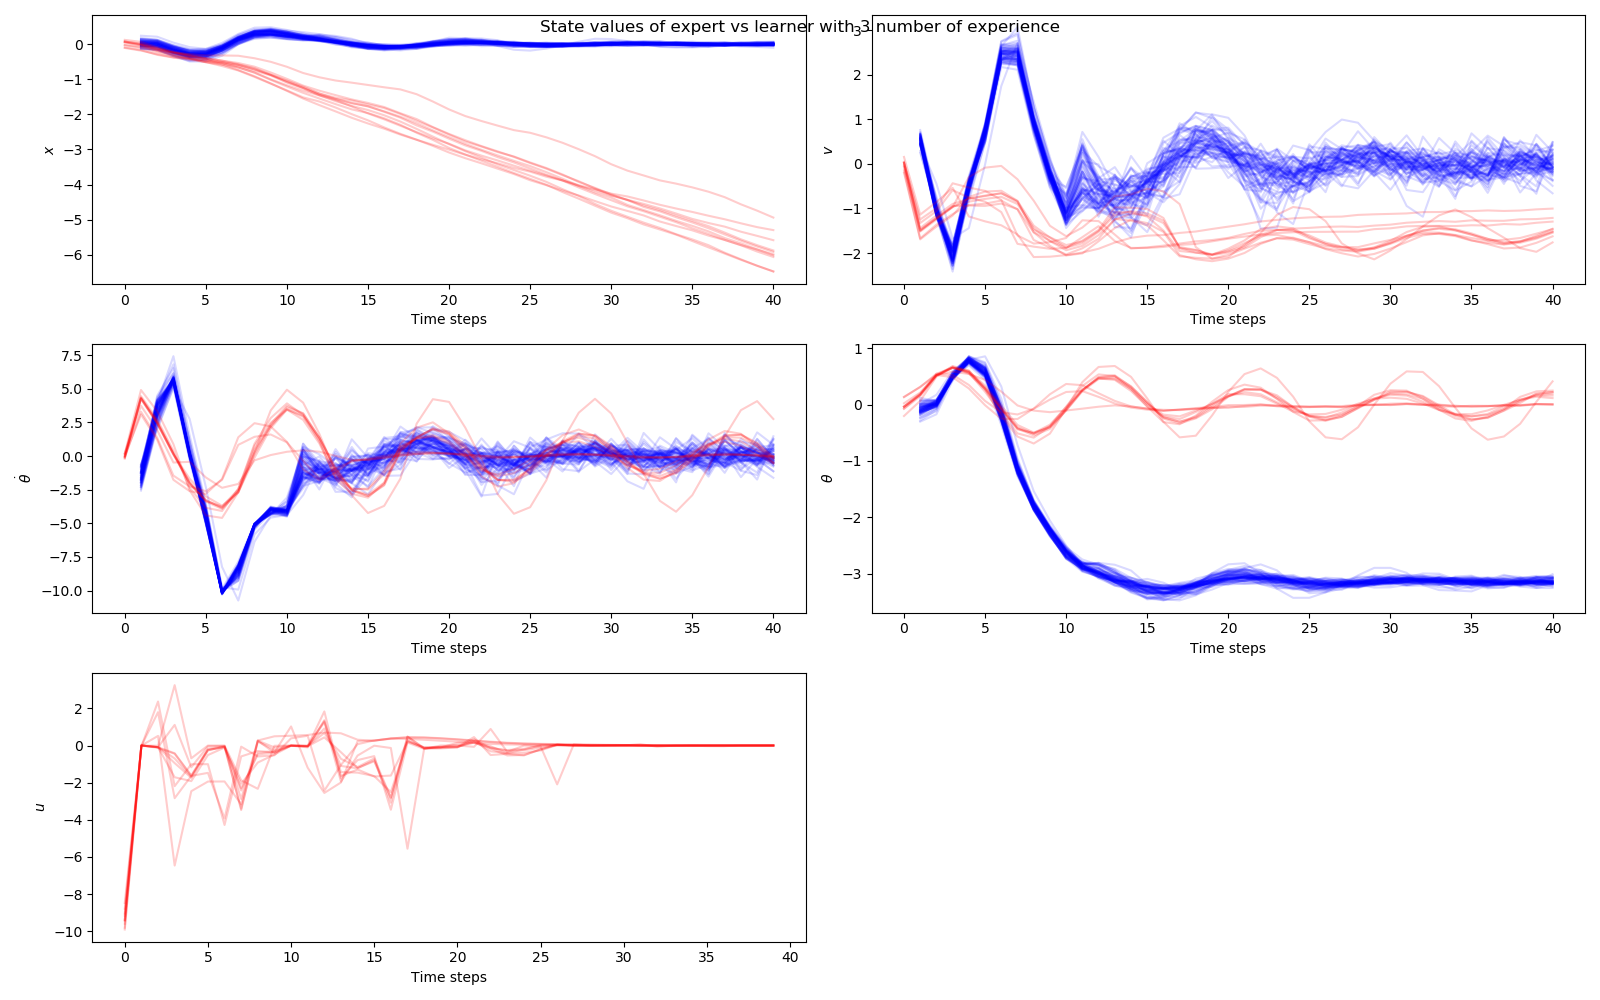 State values of expert vs learner with 3 number of experience
0
−1
−2
−3
−4
−5
−6
x
0 5 10 15 20 25 30 35 40
Time steps
3
2
1
0
−1
−2
v
0 5 10 15 20 25 30 35 40
Time steps
7.5
5.0
2.5
0.0
−2.5
−5.0
−7.5
−10.0
θ̇
0 5 10 15 20 25 30 35 40
Time steps
1
0
−1
−2
−3
θ
0 5 10 15 20 25 30 35 40
Time steps
2
0
−2
−4
−6
−8
−10
u
0 5 10 15 20 25 30 35 40
Time steps